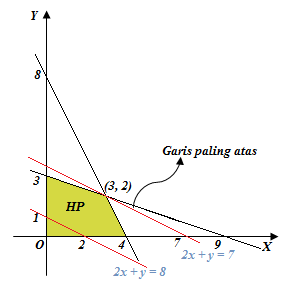 Y
8
Garis paling atas
(3, 2)
3
HP
1
O 2 4 7 9 X
2x + y = 7
2x + y = 8